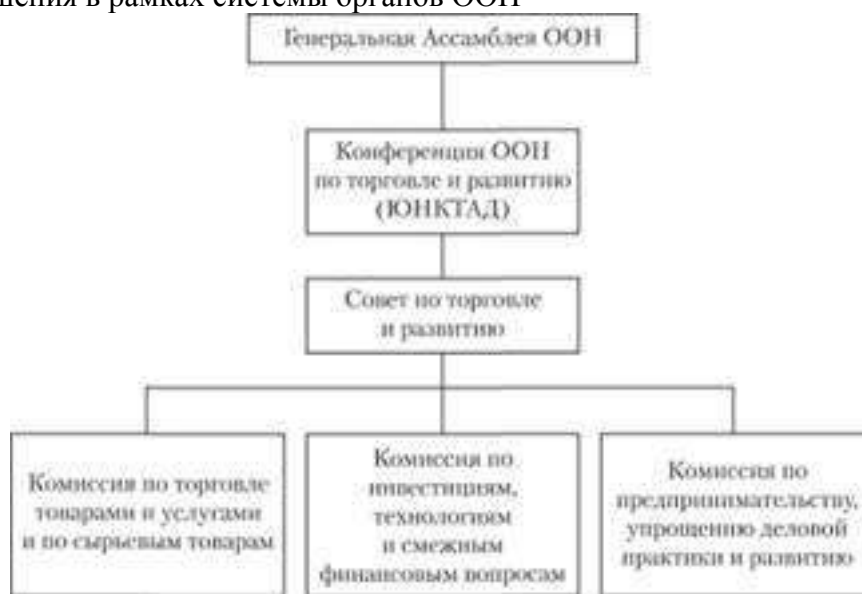 в рамках системы органов ООН
Генеральная Ассамблея ООН
Конференция ООН
по торговле и развитию
(ЮНКТАД)
Совет по торговле
и развитию
Комиссия по торговле
товарами и услугами
и по сырьевым товарам
Комиссия по
инвестициям,
технологиям
и смежным
финансовым вопросам
Комиссия по
предпринимательству,
упрощению деловой
практики и развитию